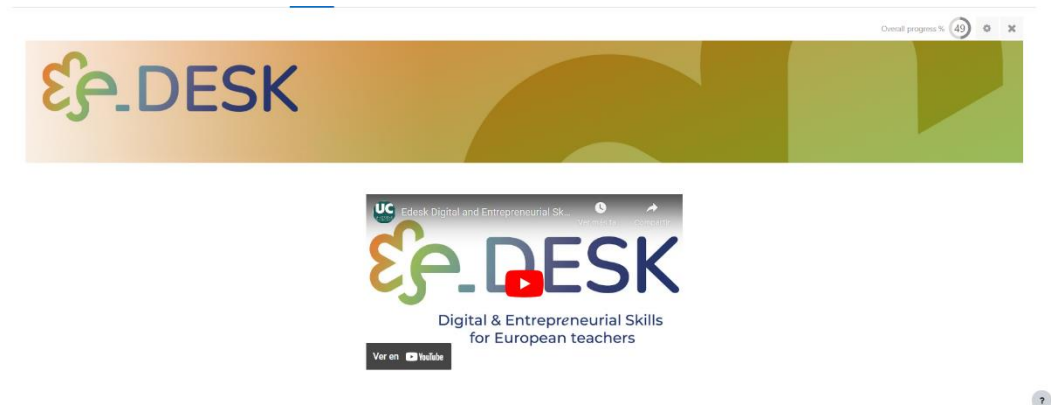 Overall progress % 49
e-DESK
UC Edesk Digital and Entrepreneurial Sk...
e-DESK
Digital & Entrepreneurial Skills
for European teachers
Ver en YouTube
?